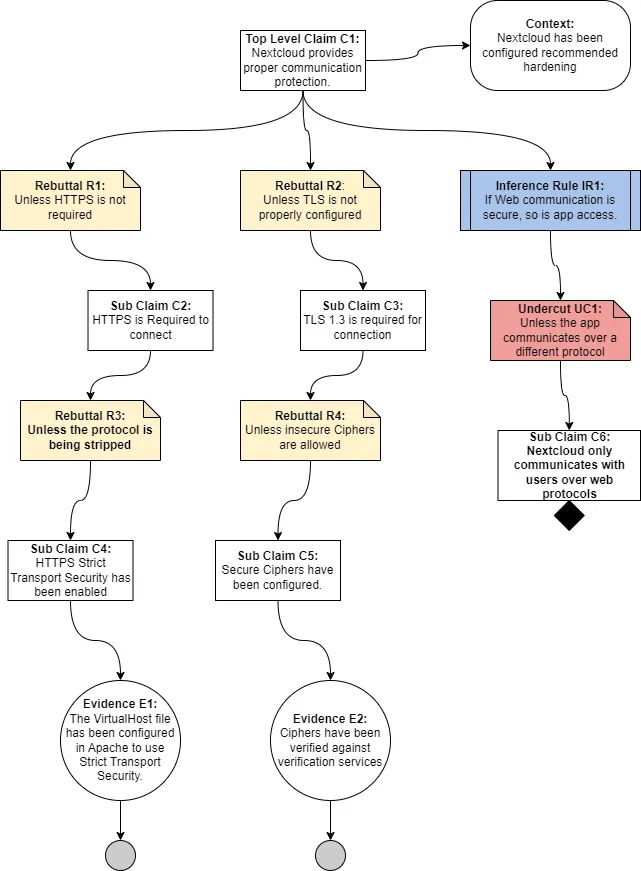 Top Level Claim C1:
Nextcloud provides
proper communication
protection.
Context:
Nextcloud has been
configured recommended
hardening
Rebuttal R1:
Unless HTTPS is not
required
Rebuttal R2:
Unless TLS is not
properly configured
Inference Rule IR1:
If Web communication is
secure, so is app access.
Sub Claim C2:
HTTPS is Required to
connect
Sub Claim C3:
TLS 1.3 is required for
connection
Undercut UC1:
Unless the app
communicates over a
different protocol
Rebuttal R3:
Unless the protocol is
being stripped
Rebuttal R4:
Unless insecure Ciphers
are allowed
Sub Claim C6:
Nextcloud only
communicates with
users over web
protocols
Sub Claim C4:
HTTPS Strict
Transport Security has
been enabled
Sub Claim C5:
Secure Ciphers have
been configured.
Evidence E1:
The VirtualHost file
has been configured
in Apache to use
Strict Transport
Security.
Evidence E2:
Ciphers have been
verified against
verification services